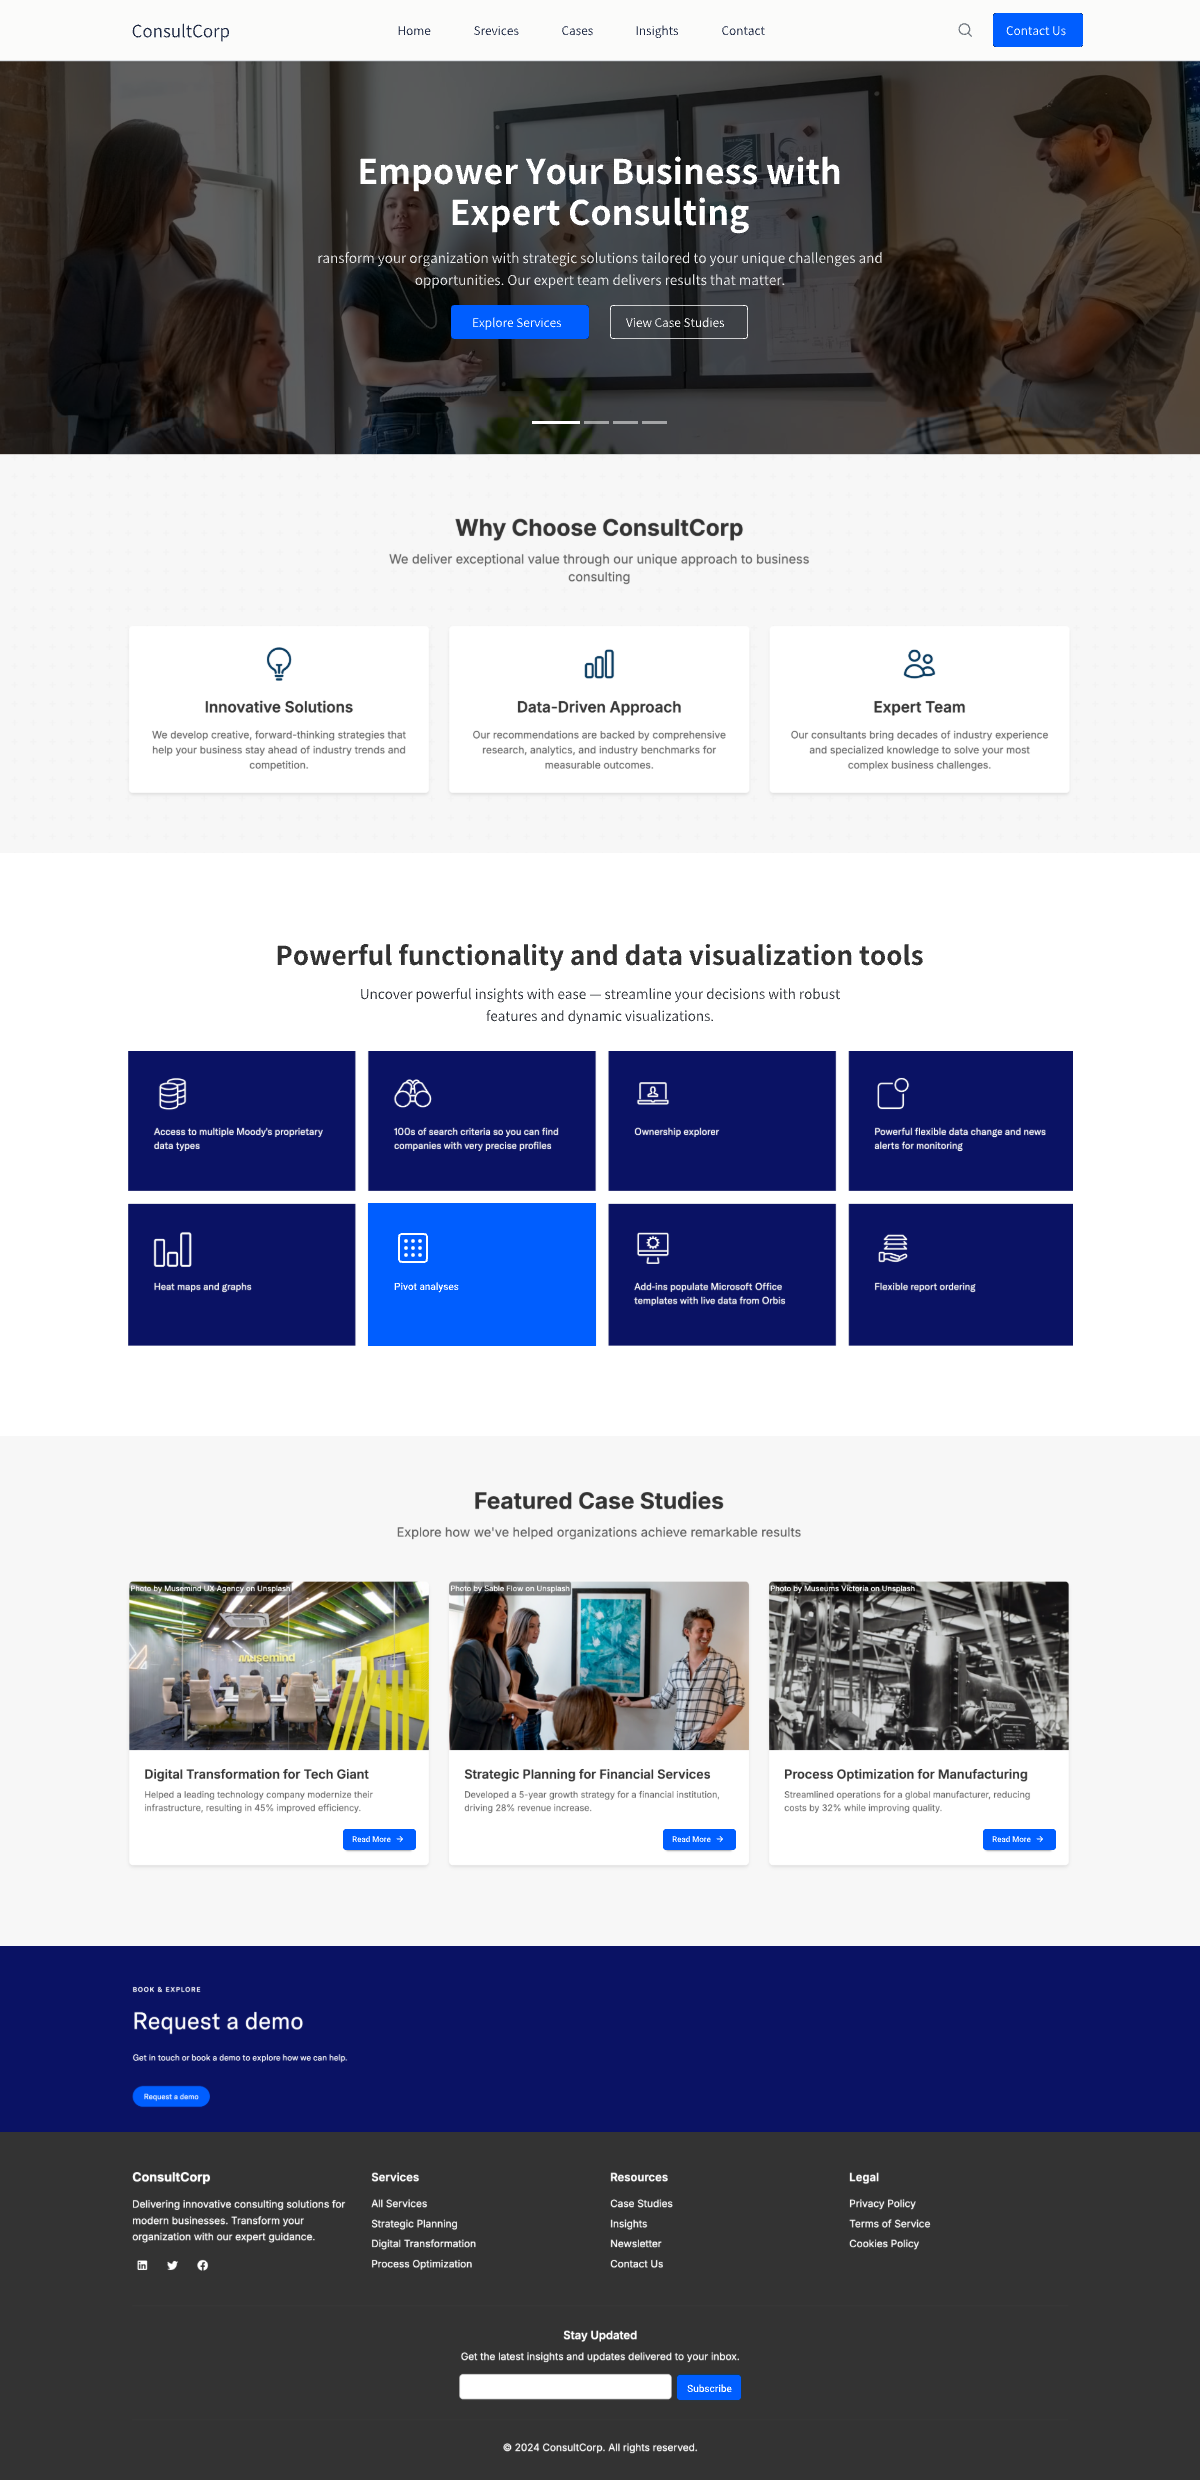 ConsultCorp
Home
Srevices
Cases
Insights
Contact
Contact Us
Empower Your Business with
Expert Consulting
ransform your organization with strategic solutions tailored to your unique challenges and
opportunities. Our expert team delivers results that matter.
Explore Services
View Case Studies
Why Choose ConsultCorp
We deliver exceptional value through our unique approach to business
consulting
Innovative Solutions
We develop creative, forward-thinking strategies that
help your business stay ahead of industry trends and
competition.
Data-Driven Approach
Our recommendations are backed by comprehensive
research, analytics, and industry benchmarks for
measurable outcomes.
Expert Team
Our consultants bring decades of industry experience
and specialized knowledge to solve your most
complex business challenges.
Powerful functionality and data visualization tools
Uncover powerful insights with ease — streamline your decisions with robust
features and dynamic visualizations.
Access to multiple Moody's proprietary
data types
100s of search criteria so you can find
companies with very precise profiles
Ownership explorer
Powerful flexible data change and news
alerts for monitoring
Heat maps and graphs
Pivot analyses
Add-ins populate Microsoft Office
templates with live data from Orbis
Flexible report ordering
Featured Case Studies
Explore how we've helped organizations achieve remarkable results
Photo by Musemind UX Agency on Unsplash
musemind
Digital Transformation for Tech Giant
Helped a leading technology company modernize their
infrastructure, resulting in 45% improved efficiency.
Read More
Photo by Sable Flow on Unsplash
Strategic Planning for Financial Services
Developed a 5-year growth strategy for a financial institution,
driving 28% revenue increase.
Read More
Photo by Museums Victoria on Unsplash
Process Optimization for Manufacturing
Streamlined operations for a global manufacturer, reducing
costs by 32% while improving quality.
Read More
BOOK & EXPLORE
Request a demo
Get in touch or book a demo to explore how we can help.
Request a demo
ConsultCorp
Delivering innovative consulting solutions for
modern businesses. Transform your
organization with our expert guidance.
Services
All Services
Strategic Planning
Digital Transformation
Process Optimization
Resources
Case Studies
Insights
Newsletter
Contact Us
Legal
Privacy Policy
Terms of Service
Cookies Policy
Stay Updated
Get the latest insights and updates delivered to your inbox.
Subscribe
© 2024 ConsultCorp. All rights reserved.